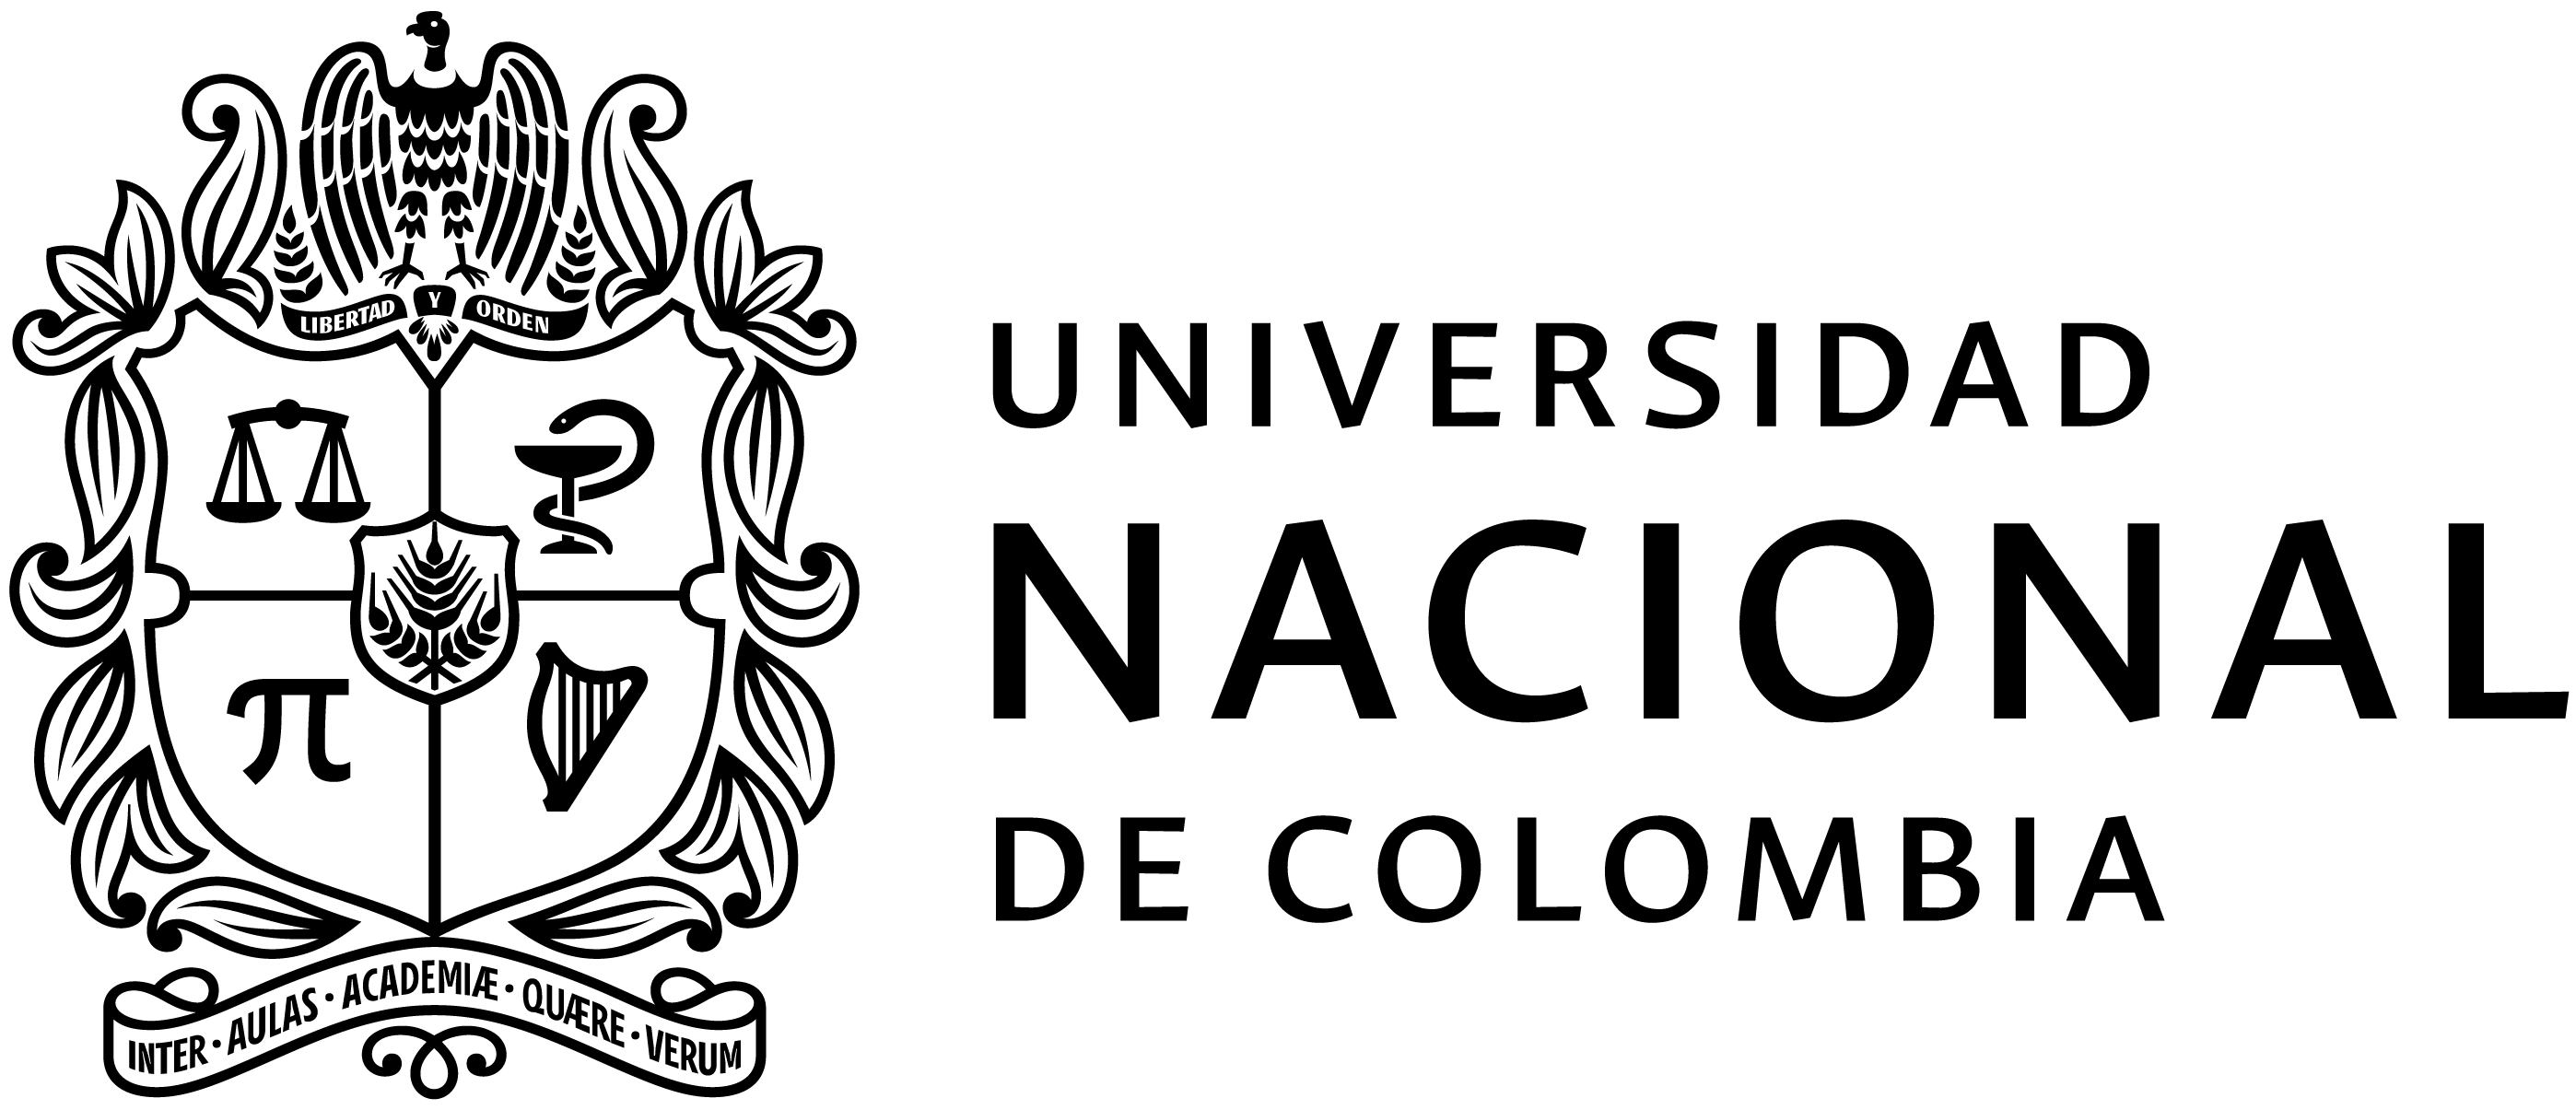 LIBERTAD Y ORDEN
INTER · AULAS · ACADEMIÆ · QUÆRE · VERUM
UNIVERSIDAD
NACIONAL
DE COLOMBIA